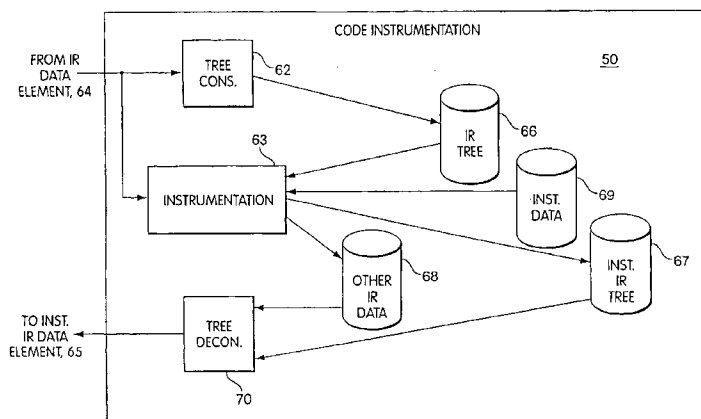 CODE INSTRUMENTATION
50
FROM IR
DATA
ELEMENT, 64
TREE
CONS.
62
IR
TREE
66
63
INSTRUMENTATION
INST.
DATA
69
INST.
IR
TREE
67
OTHER
IR
DATA
68
TO INST.
IR DATA
ELEMENT, 65
TREE
DECON.
70